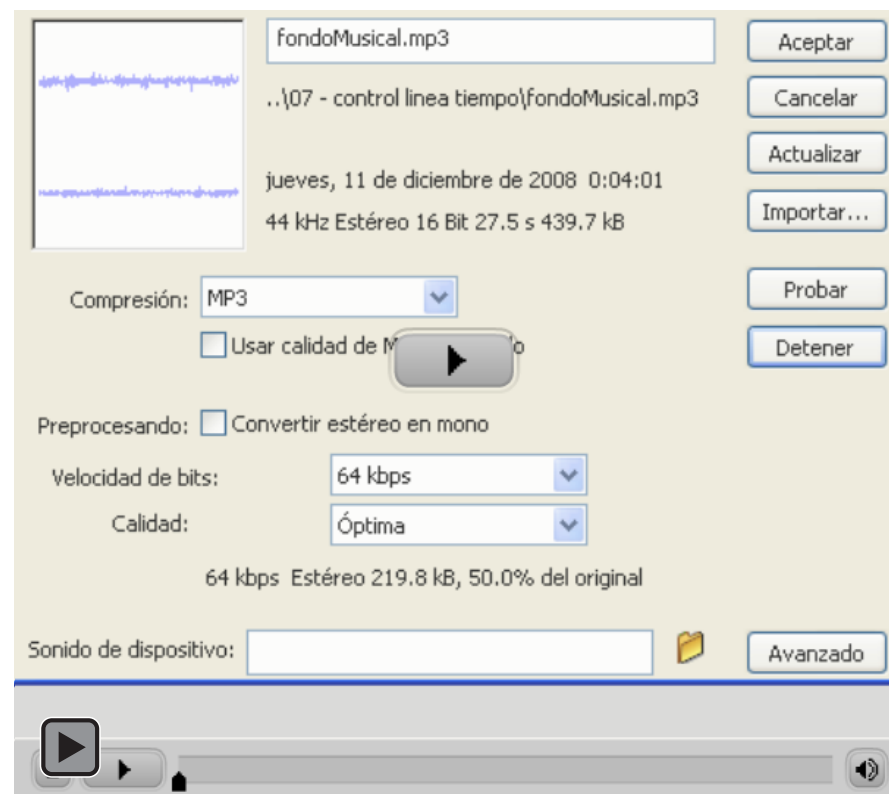 fondoMusical.mp3
Aceptar
..\07 - control linea tiempo\fondoMusical.mp3
Cancelar
Actualizar
jueves, 11 de diciembre de 2008 0:04:01
44 kHz Estéreo 16 Bit 27.5 s 439.7 kB
Importar...
Compresión: MP3
Probar
Usar calidad de
Detener
Preprocesando: Convertir estéreo en mono
Velocidad de bits: 64 kbps
Calidad: Óptima
64 kbps Estéreo 219.8 kB, 50.0% del original
Sonido de dispositivo:
Avanzado